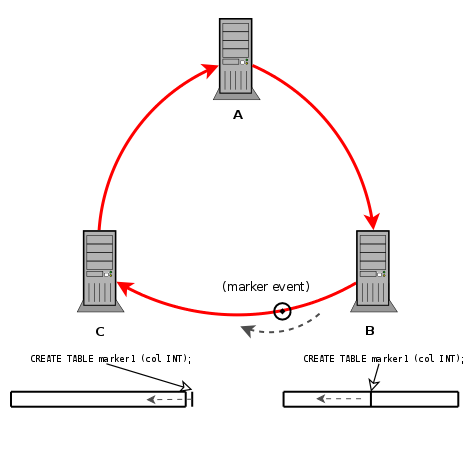 A
(marker event)
C
B
CREATE TABLE marker1 (col INT);
CREATE TABLE marker1 (col INT);